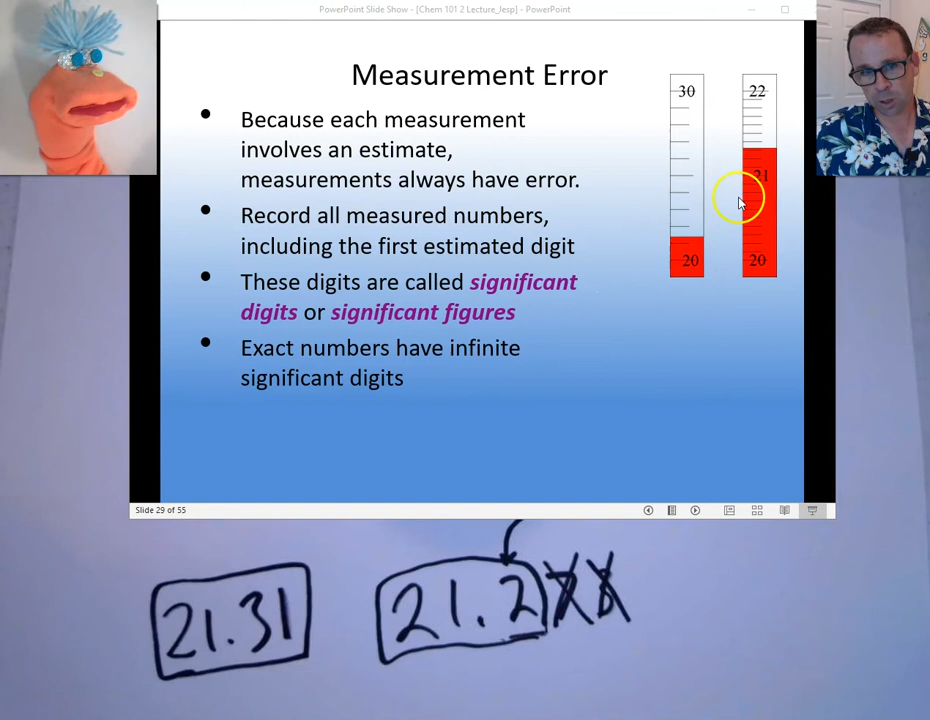 PowerPoint Slide Show - [Chem 101 2 Lecture_Jesp] - PowerPoint
Measurement Error
• Because each measurement
involves an estimate,
measurements always have error.
• Record all measured numbers,
including the first estimated digit
• These digits are called significant
digits or significant figures
• Exact numbers have infinite
significant digits
30
20
22
21
20
Slide 29 of 55
21.31
21.2